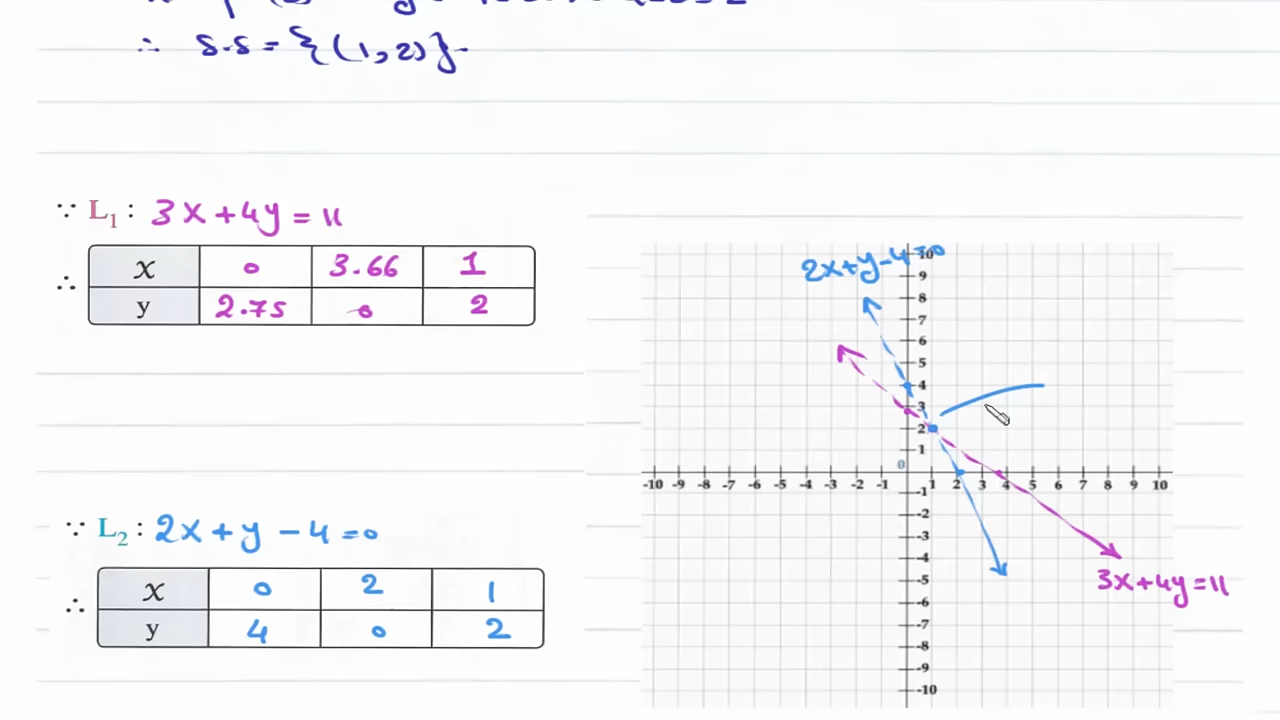 ∴ S.S = {(1,2)}
∵ L₁ : 3x + 4y = 11
∴
x 0 3.66 1
y 2.75 0 2
∵ L₂ : 2x + y - 4 = 0
∴
x 0 2 1
y 4 0 2
2x+y-4=0
10
9
8
7
6
5
4
3
2
1
0
-10 -9 -8 -7 -6 -5 -4 -3 -2 -1 1 2 3 4 5 6 7 8 9 10
-1
-2
-3
-4
-5
-6
-7
-8
-9
-10
3x+4y=11